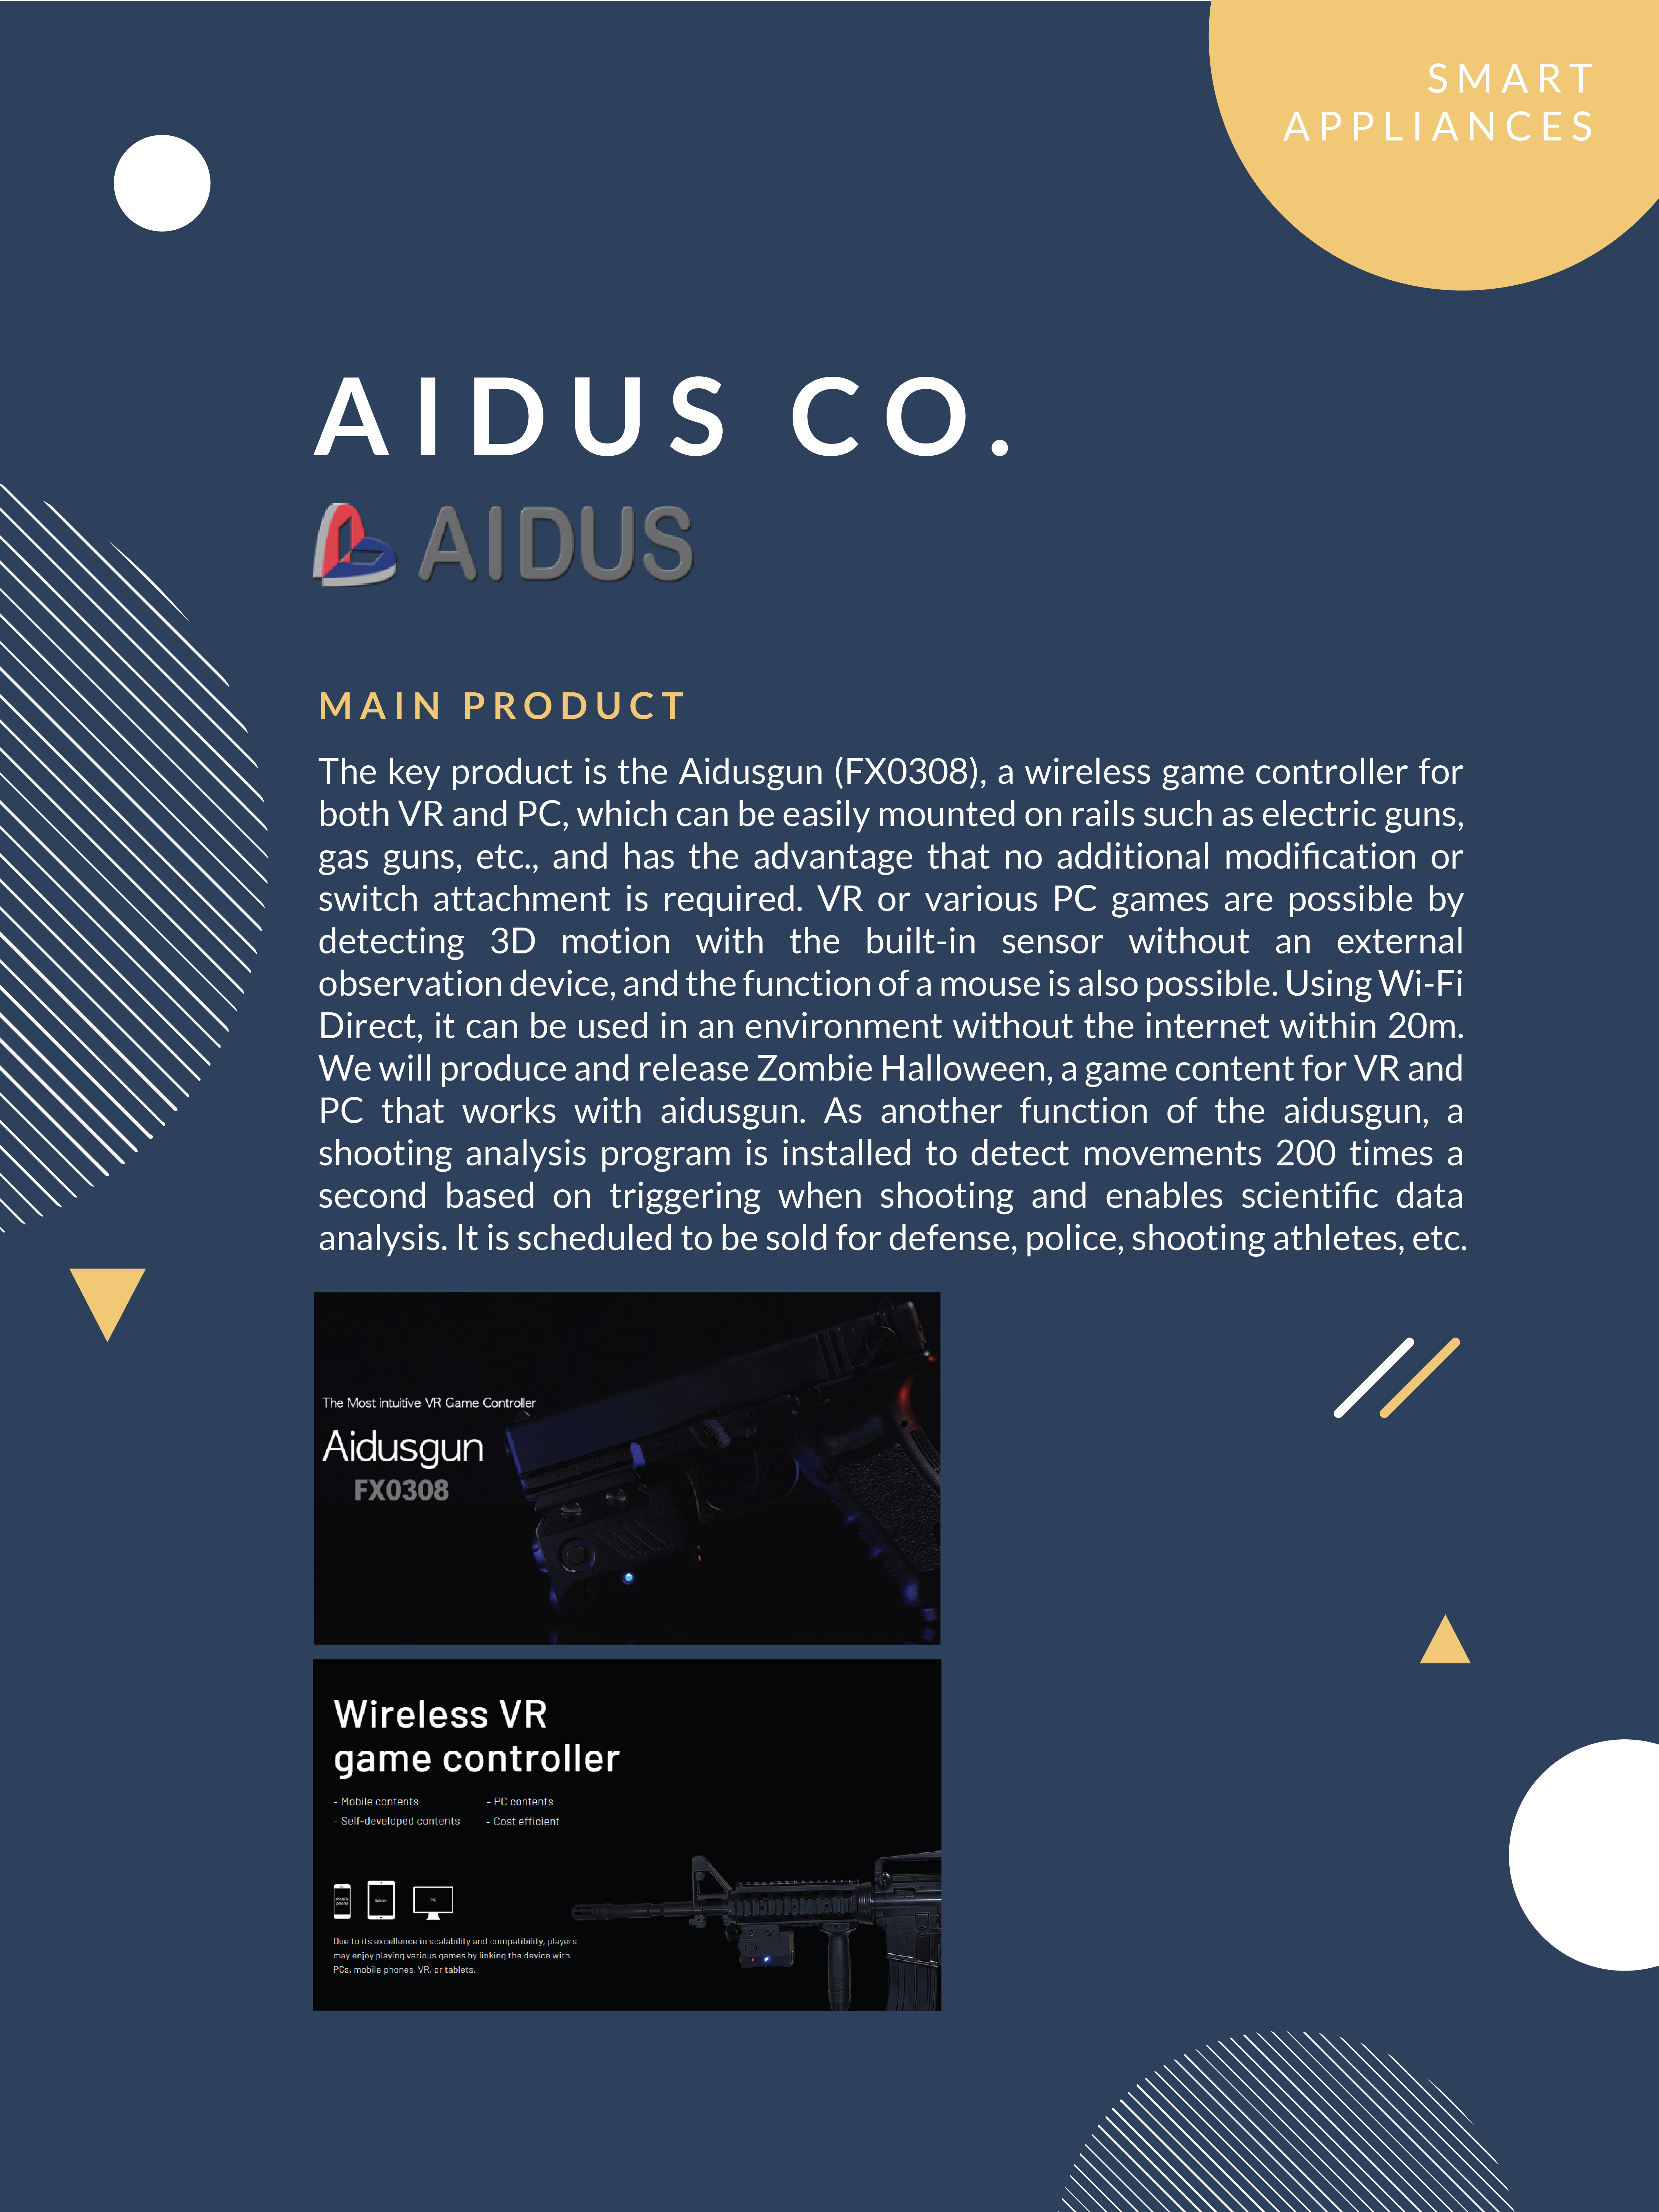 SMART
APPLIANCES
AIDUS CO.
AIDUS
MAIN PRODUCT
The key product is the Aidusgun (FX0308), a wireless game controller for
both VR and PC, which can be easily mounted on rails such as electric guns,
gas guns, etc., and has the advantage that no additional modification or
switch attachment is required. VR or various PC games are possible by
detecting 3D motion with the built-in sensor without an external
observation device, and the function of a mouse is also possible. Using Wi-Fi
Direct, it can be used in an environment without the internet within 20m.
We will produce and release Zombie Halloween, a game content for VR and
PC that works with aidusgun. As another function of the aidusgun, a
shooting analysis program is installed to detect movements 200 times a
second based on triggering when shooting and enables scientific data
analysis. It is scheduled to be sold for defense, police, shooting athletes, etc.
The Most intuitive VR Game Controller
Aidusgun
FX0308
Wireless VR
game controller
- Mobile contents - PC contents
- Self-developed contents - Cost efficient
mobile
phone
PC
Due to its excellence in scalability and compatibility, players
may enjoy playing various games by linking the device with
PCs, mobile phones, VR, or tablets.